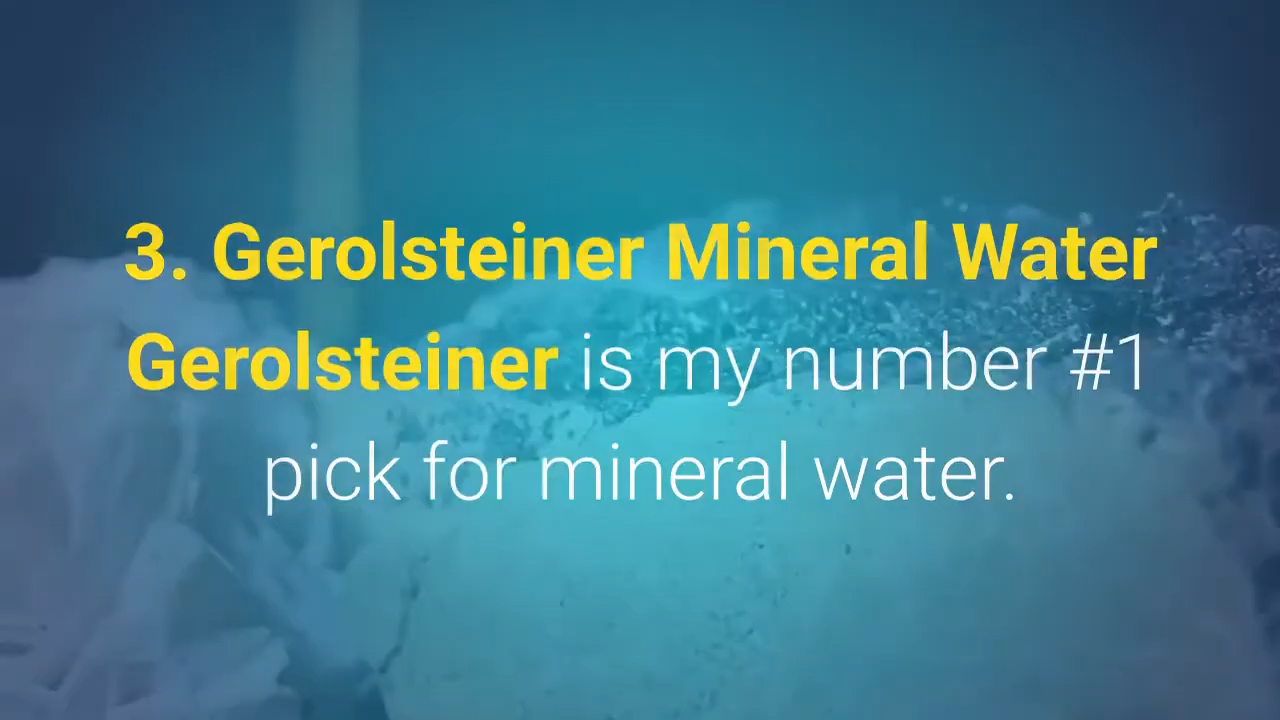 3. Gerolsteiner Mineral Water
Gerolsteiner is my number #1
pick for mineral water.